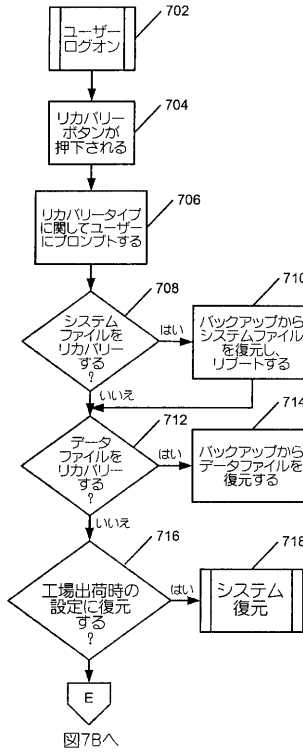 702
ユーザー
ログオン
704
リカバリー
ボタンが
押下される
706
リカバリータイプ
に関してユーザー
にプロンプトする
708
システム
ファイルを
リカバリー
する
?
はい
いいえ
710
バックアップから
システムファイル
を復元し、
リブートする
712
データ
ファイルを
リカバリー
する
?
はい
いいえ
714
バックアップから
データファイルを
復元する
716
工場出荷時の
設定に復元
する
?
はい
718
システム
復元
E
図7Bへ